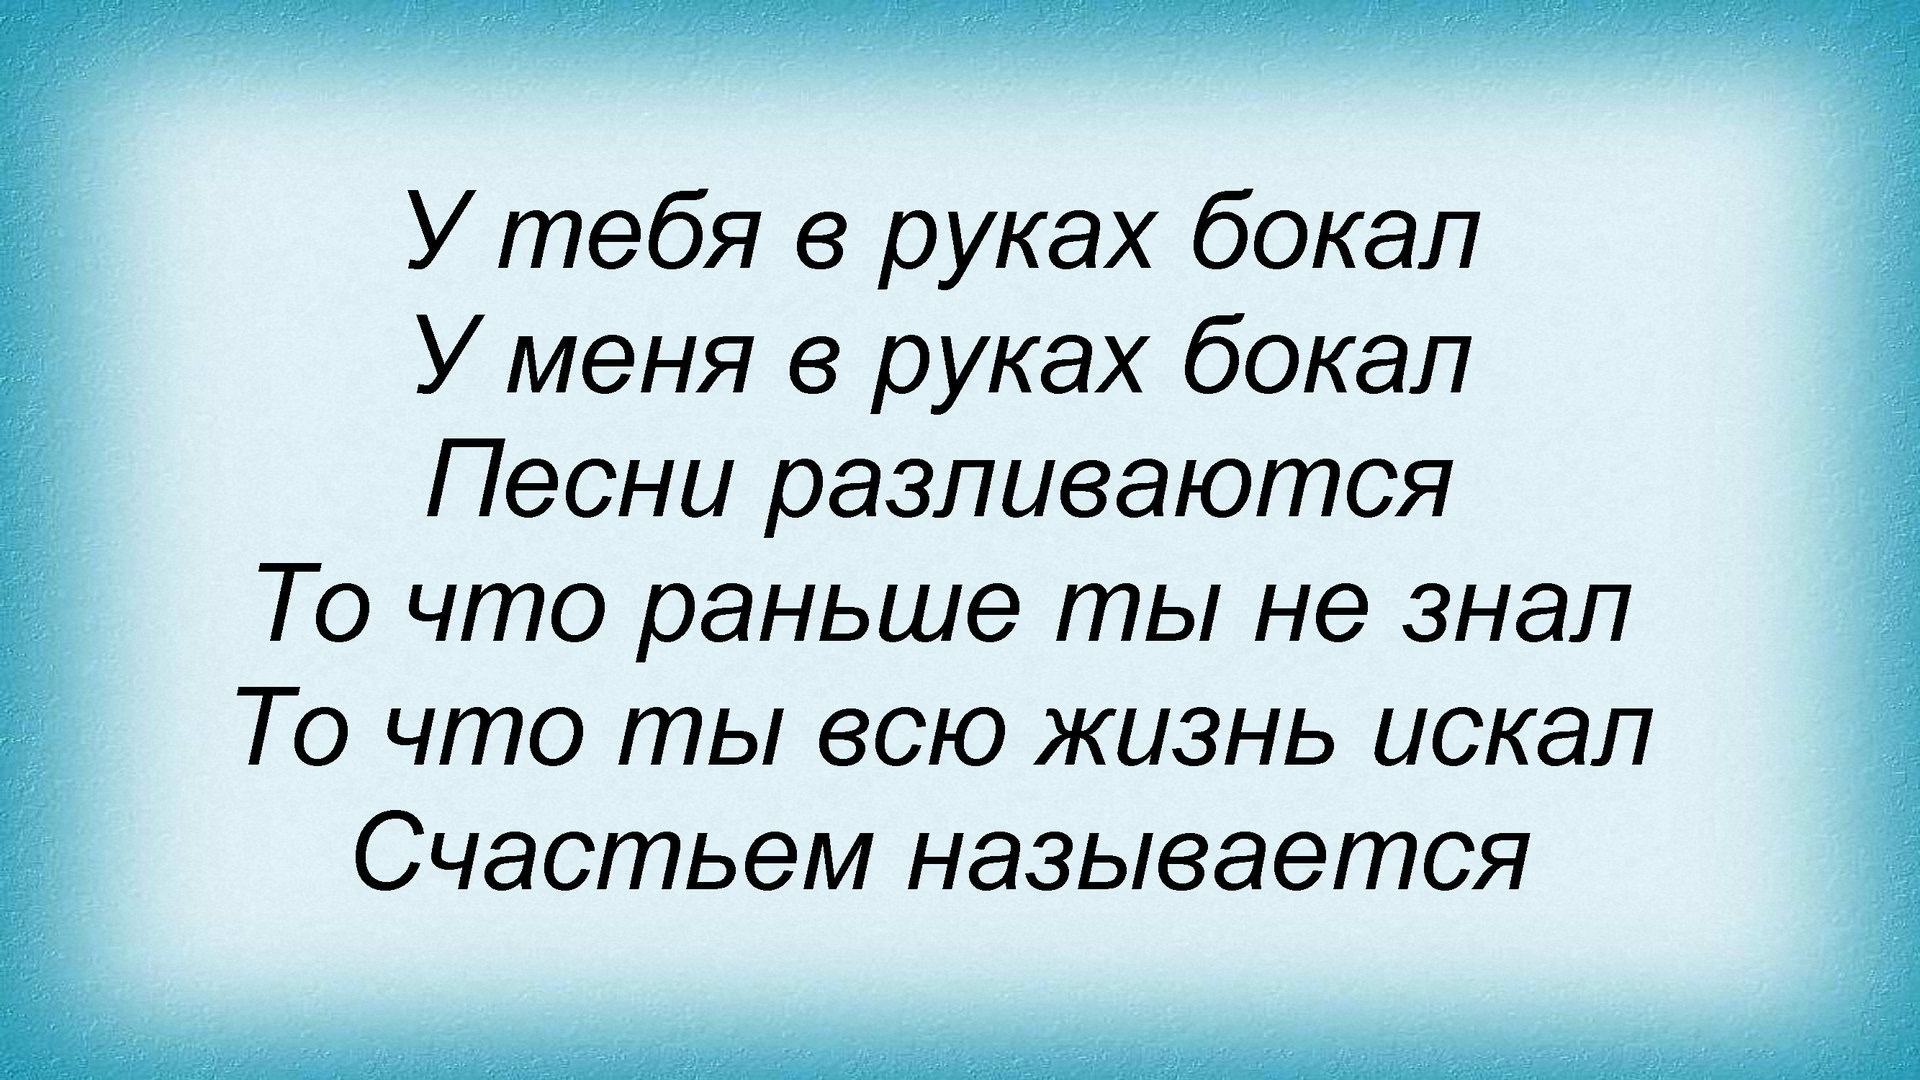 У тебя в руках бокал
У меня в руках бокал
Песни разливаются
То что раньше ты не знал
То что ты всю жизнь искал
Счастьем называется